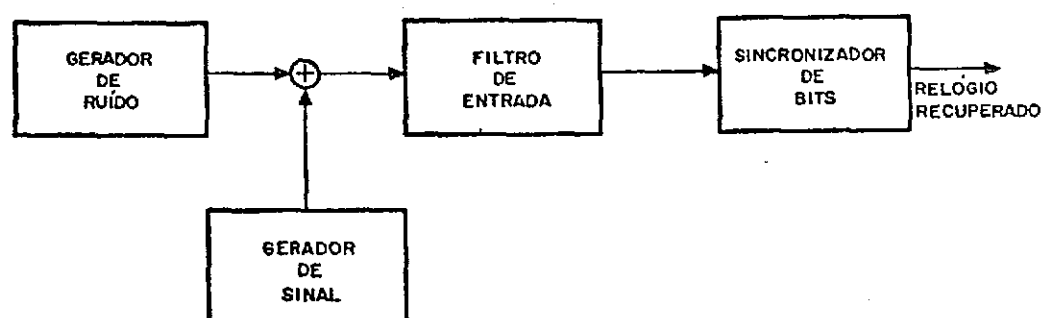 GERADOR
DE
RUÍDO
+
FILTRO
DE
ENTRADA
SINCRONIZADOR
DE
BITS
RELÓGIO
RECUPERADO
GERADOR
DE
SINAL